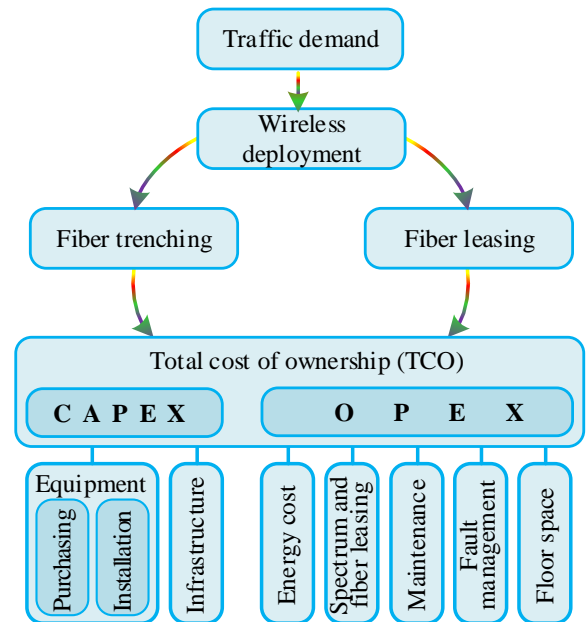 Traffic demand
Wireless
deployment
Fiber trenching
Fiber leasing
Total cost of ownership (TCO)
C A P E X
O P E X
Equipment
Purchasing
Installation
Infrastructure
Energy cost
Spectrum and
fiber leasing
Maintenance
Fault
management
Floor space